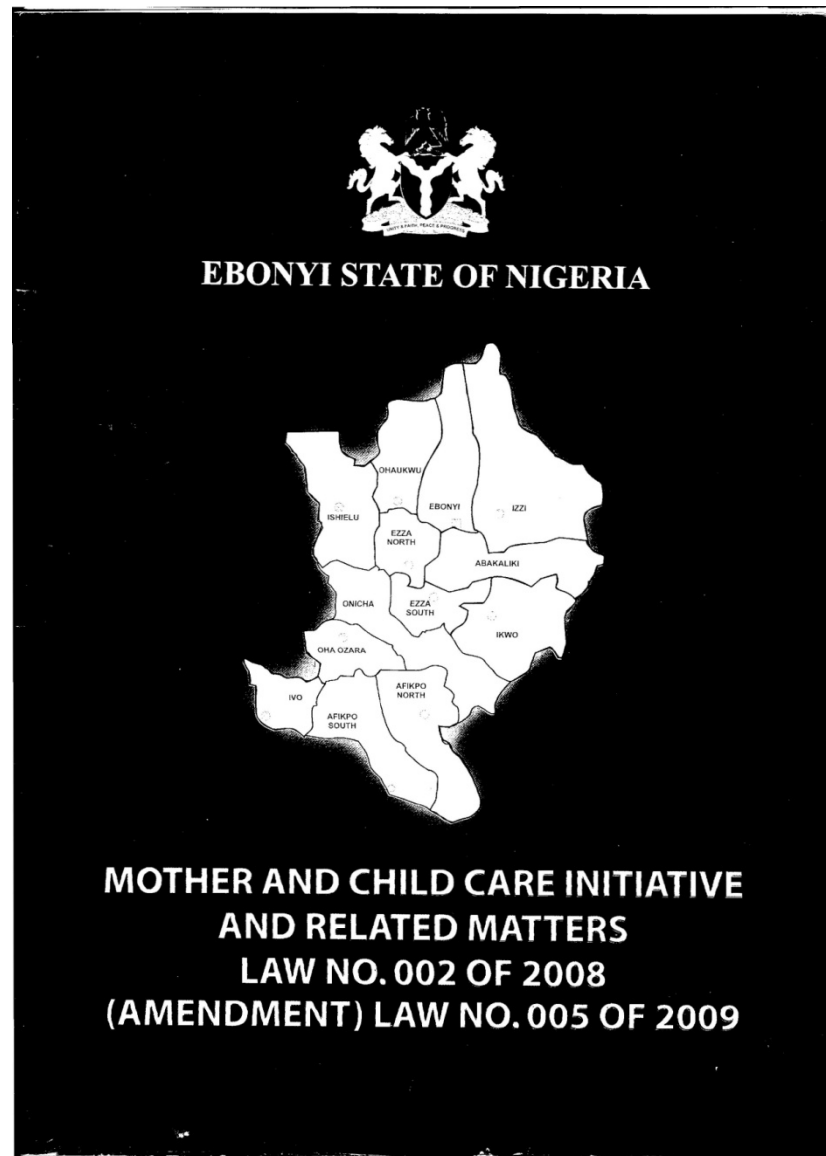 UNITY & FAITH, PEACE & PROGRESS
EBONYI STATE OF NIGERIA
OHAUKWU
EBONYI
IZZI
ISHIELU
EZZA
NORTH
ABAKALIKI
ONICHA
EZZA
SOUTH
IKWO
OHA OZARA
IVO
AFIKPO
NORTH
AFIKPO
SOUTH
MOTHER AND CHILD CARE INITIATIVE
AND RELATED MATTERS
LAW NO. 002 OF 2008
(AMENDMENT) LAW NO. 005 OF 2009